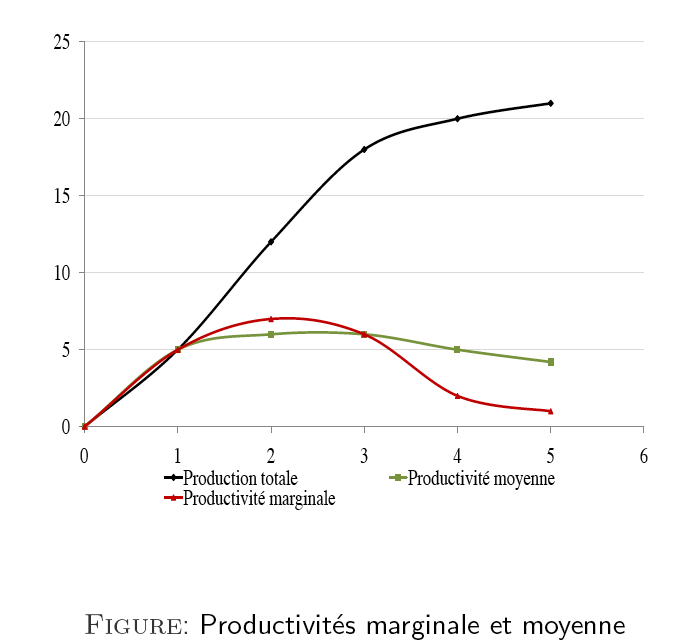 25
20
15
10
5
0
0 1 2 3 4 5 6
Production totale Productivité moyenne
Productivité marginale
FIGURE: Productivités marginale et moyenne